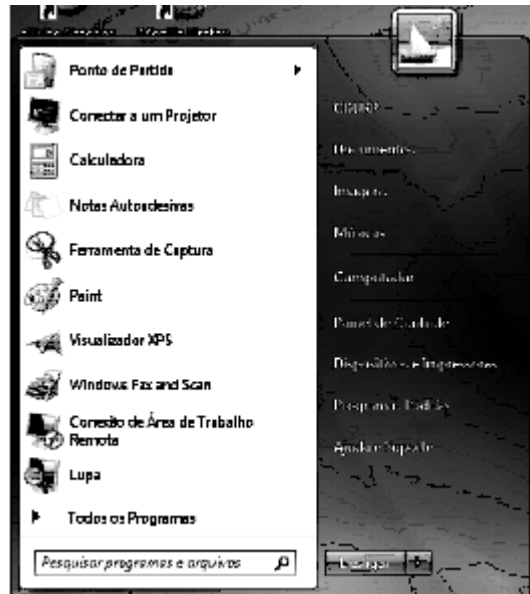 Ponto de Partida
Conectar a um Projetor
Calculadora
Notas Autoadesivas
Ferramenta de Captura
Paint
Visualizador XPS
Windows Fax and Scan
Conexão de Área de Trabalho
Remota
Lupa
Todos os Programas
Pesquisar programas e arquivos
Documentos
Imagens
Músicas
Computador
Painel de Controle
Dispositivos e Impressoras
Programas Padrão
Ajuda e Suporte
Desligar